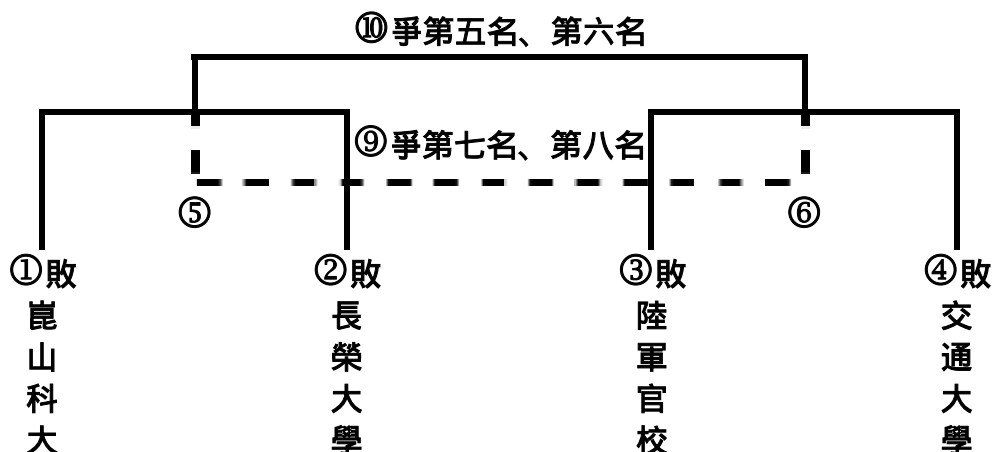 ⑩爭第五名、第六名
⑨爭第七名、第八名
⑤
⑥
①敗
②敗
③敗
④敗
崑山科大
長榮大學
陸軍官校
交通大學